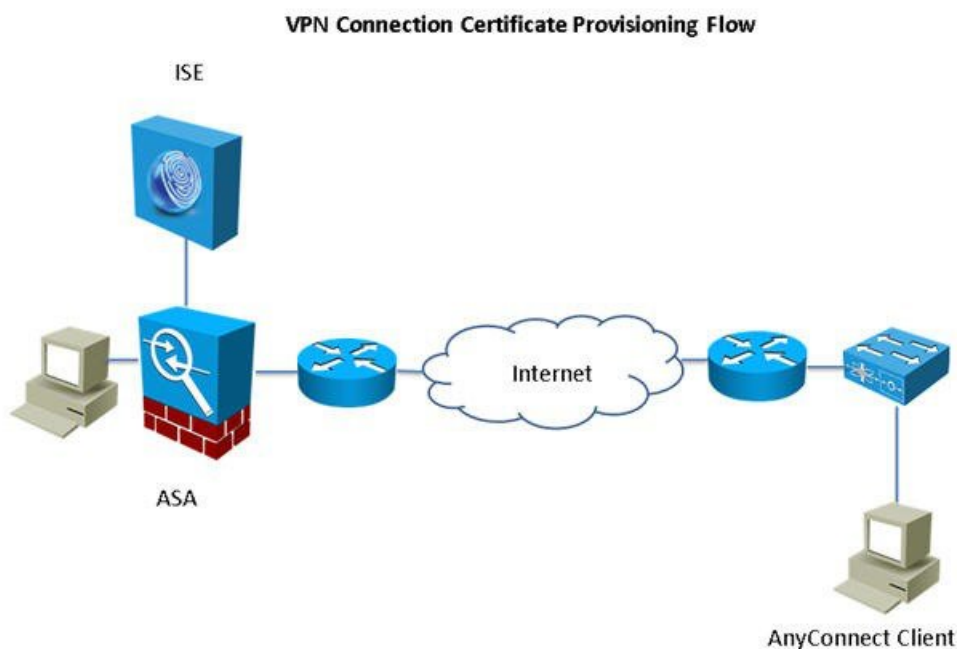 VPN Connection Certificate Provisioning Flow
ISE
Internet
ASA
AnyConnect Client